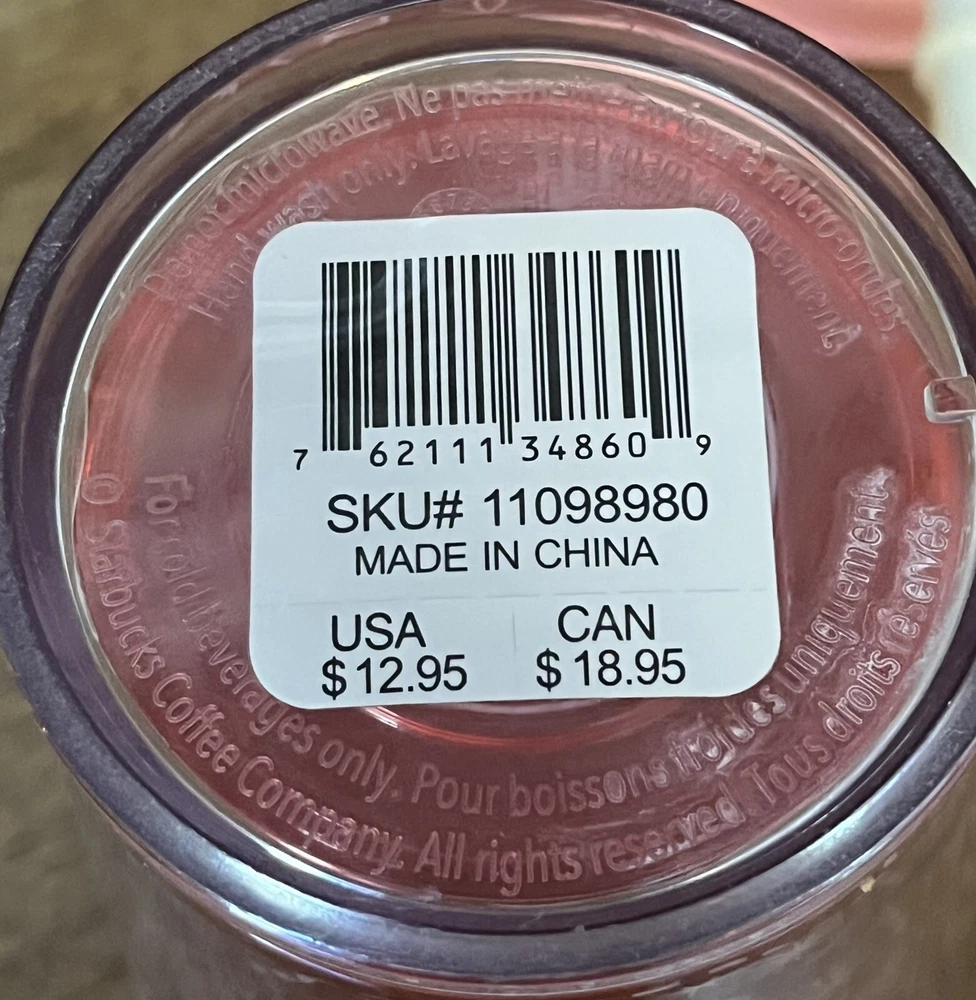 Do not microwave. Ne pas mettre au four à micro-ondes
Hand wash only. Lavage à la main uniquement.
7 62111 34860 9
SKU# 11098980
MADE IN CHINA
USA CAN
$12.95 $18.95
For cold beverages only. Pour boissons froides uniquement.
© Starbucks Coffee Company. All rights reserved. Tous droits réservés